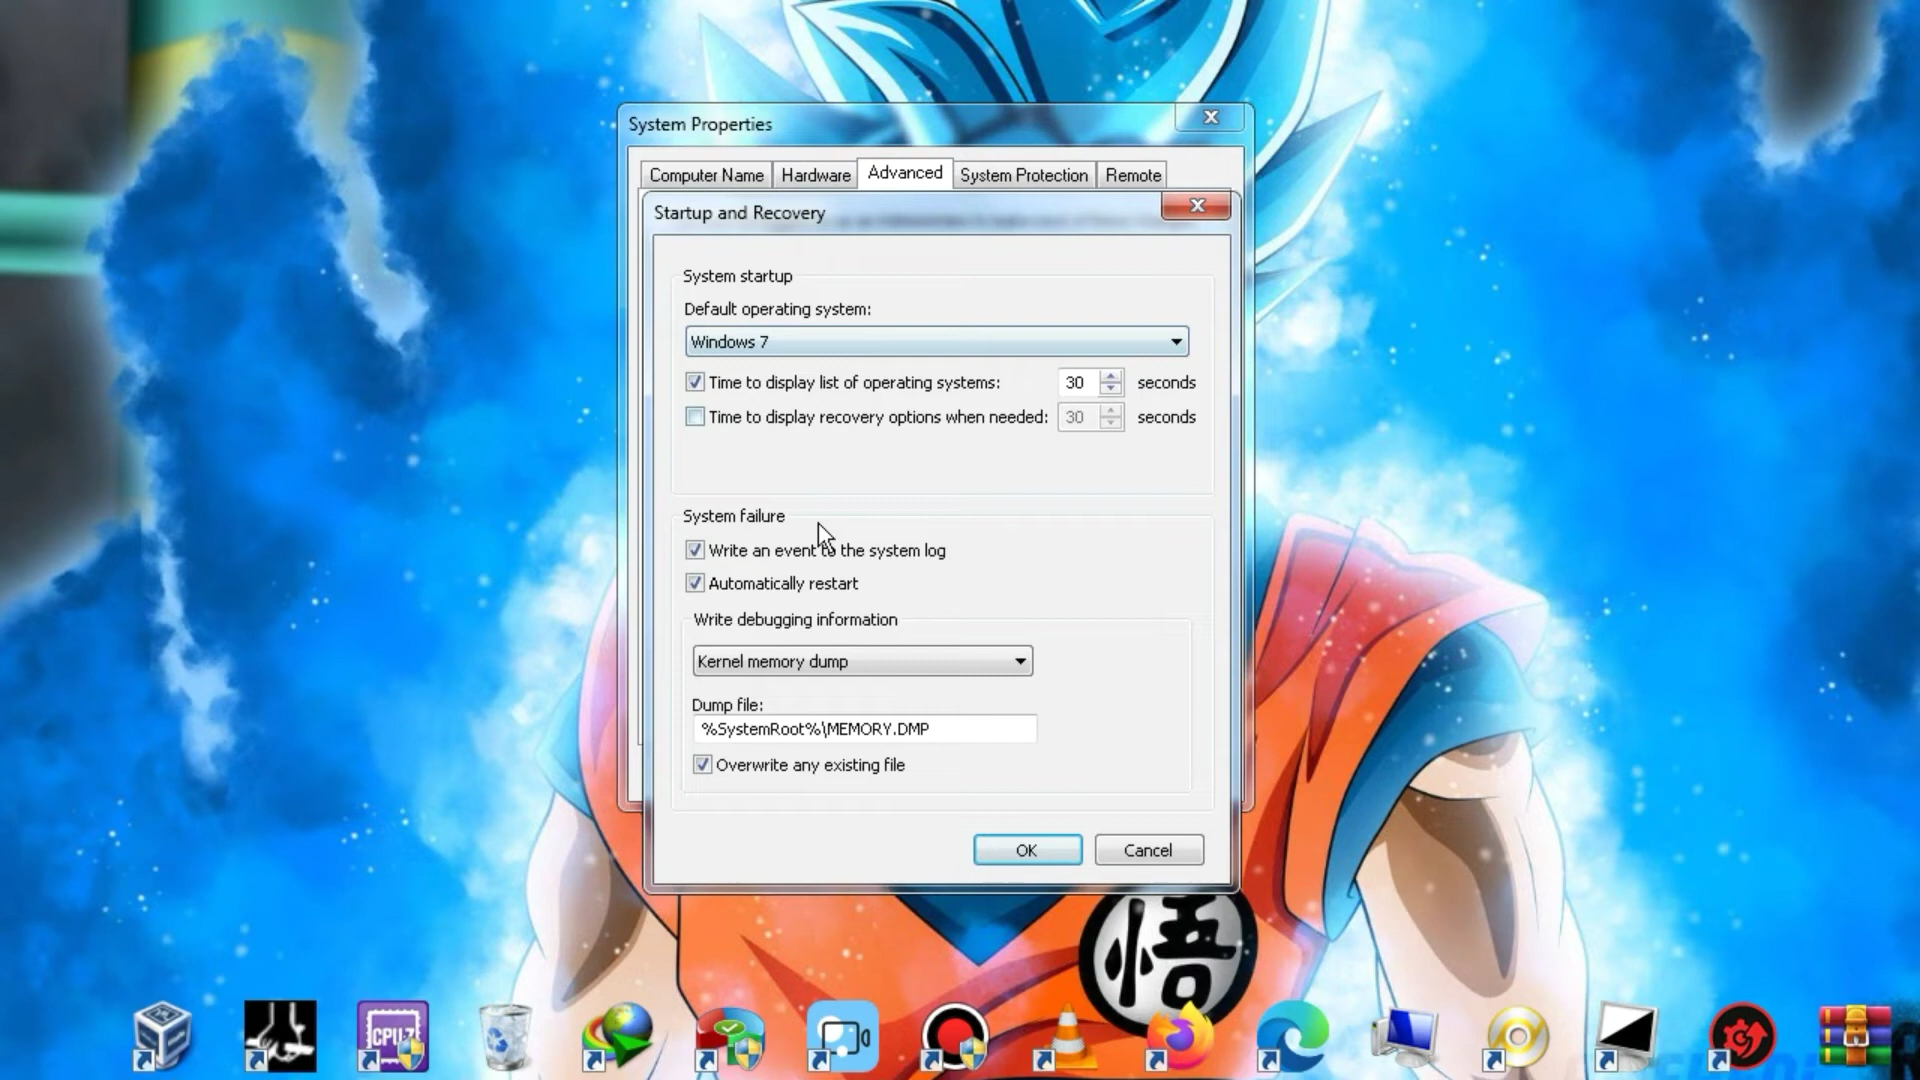 System Properties
Computer Name
Hardware
Advanced
System Protection
Remote
Startup and Recovery
System startup
Default operating system:
Windows 7
Time to display list of operating systems: 30 seconds
Time to display recovery options when needed: 30 seconds
System failure
Write an event to the system log
Automatically restart
Write debugging information
Kernel memory dump
Dump file:
%SystemRoot%\MEMORY.DMP
Overwrite any existing file
OK
Cancel
悟
CPU-Z